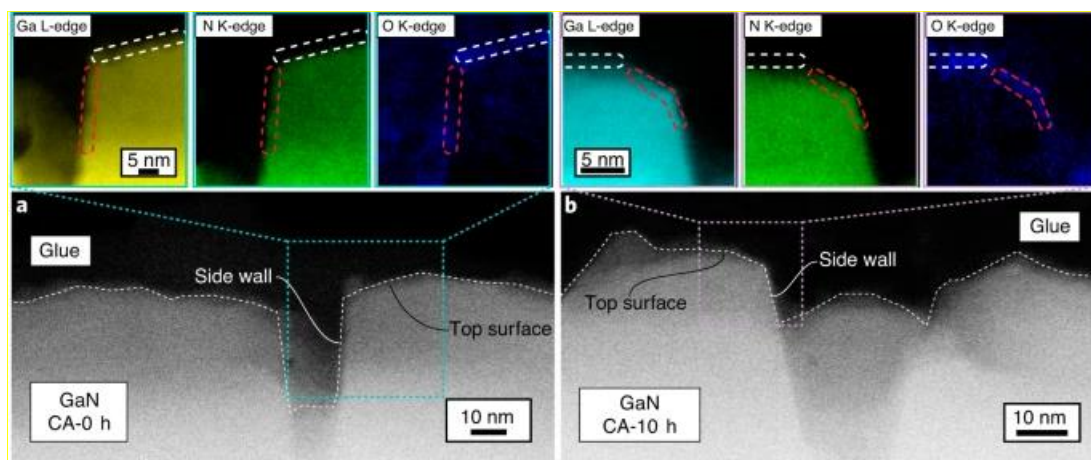 Ga L-edge
N K-edge
O K-edge
5 nm
Ga L-edge
N K-edge
O K-edge
5 nm
a
Glue
Side wall
Top surface
GaN
CA-0 h
10 nm
b
Glue
Side wall
Top surface
GaN
CA-10 h
10 nm